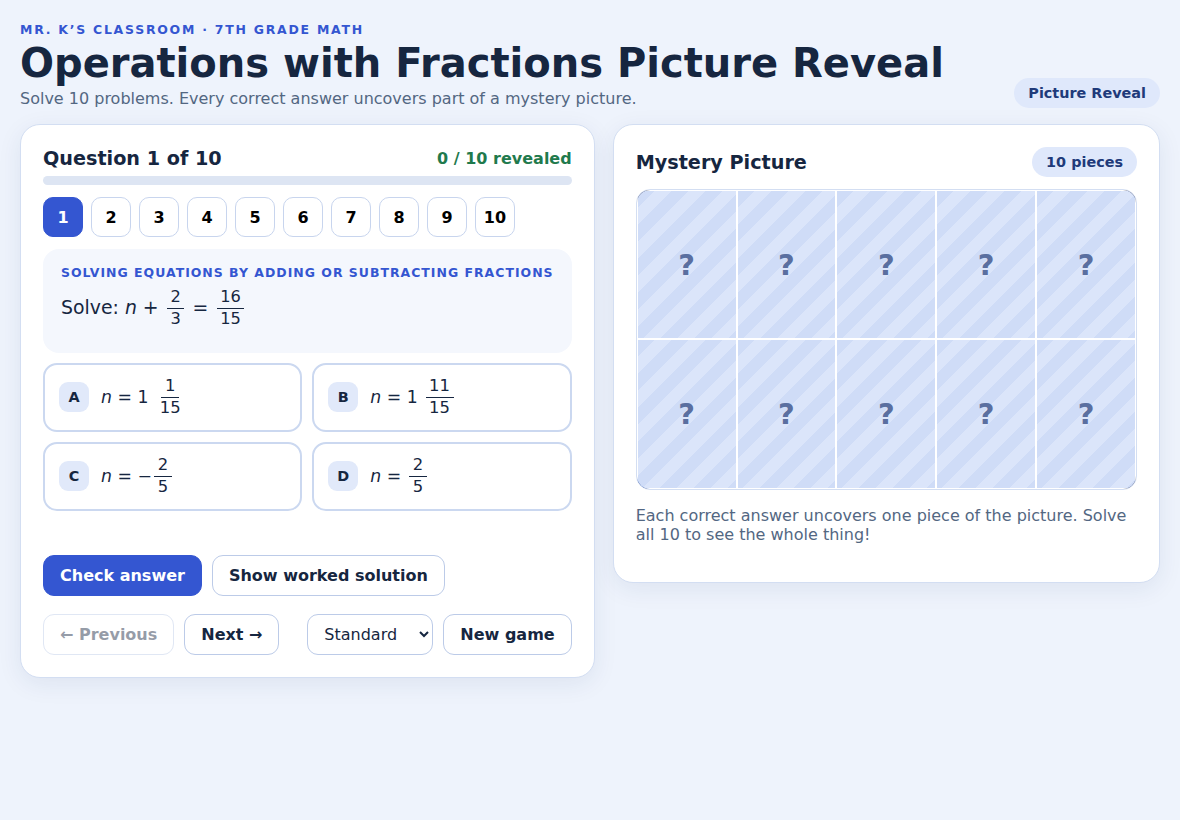 MR. K’S CLASSROOM · 7TH GRADE MATH
Operations with Fractions Picture Reveal
Solve 10 problems. Every correct answer uncovers part of a mystery picture.
Picture Reveal
Question 1 of 10
0 / 10 revealed
1 2 3 4 5 6 7 8 9 10
SOLVING EQUATIONS BY ADDING OR SUBTRACTING FRACTIONS
Solve: n + 2/3 = 16/15
A n = 1 1/15
B n = 1 11/15
C n = −2/5
D n = 2/5
Check answer
Show worked solution
← Previous
Next →
Standard
New game
Mystery Picture
10 pieces
? ? ? ? ?
? ? ? ? ?
Each correct answer uncovers one piece of the picture. Solve
all 10 to see the whole thing!